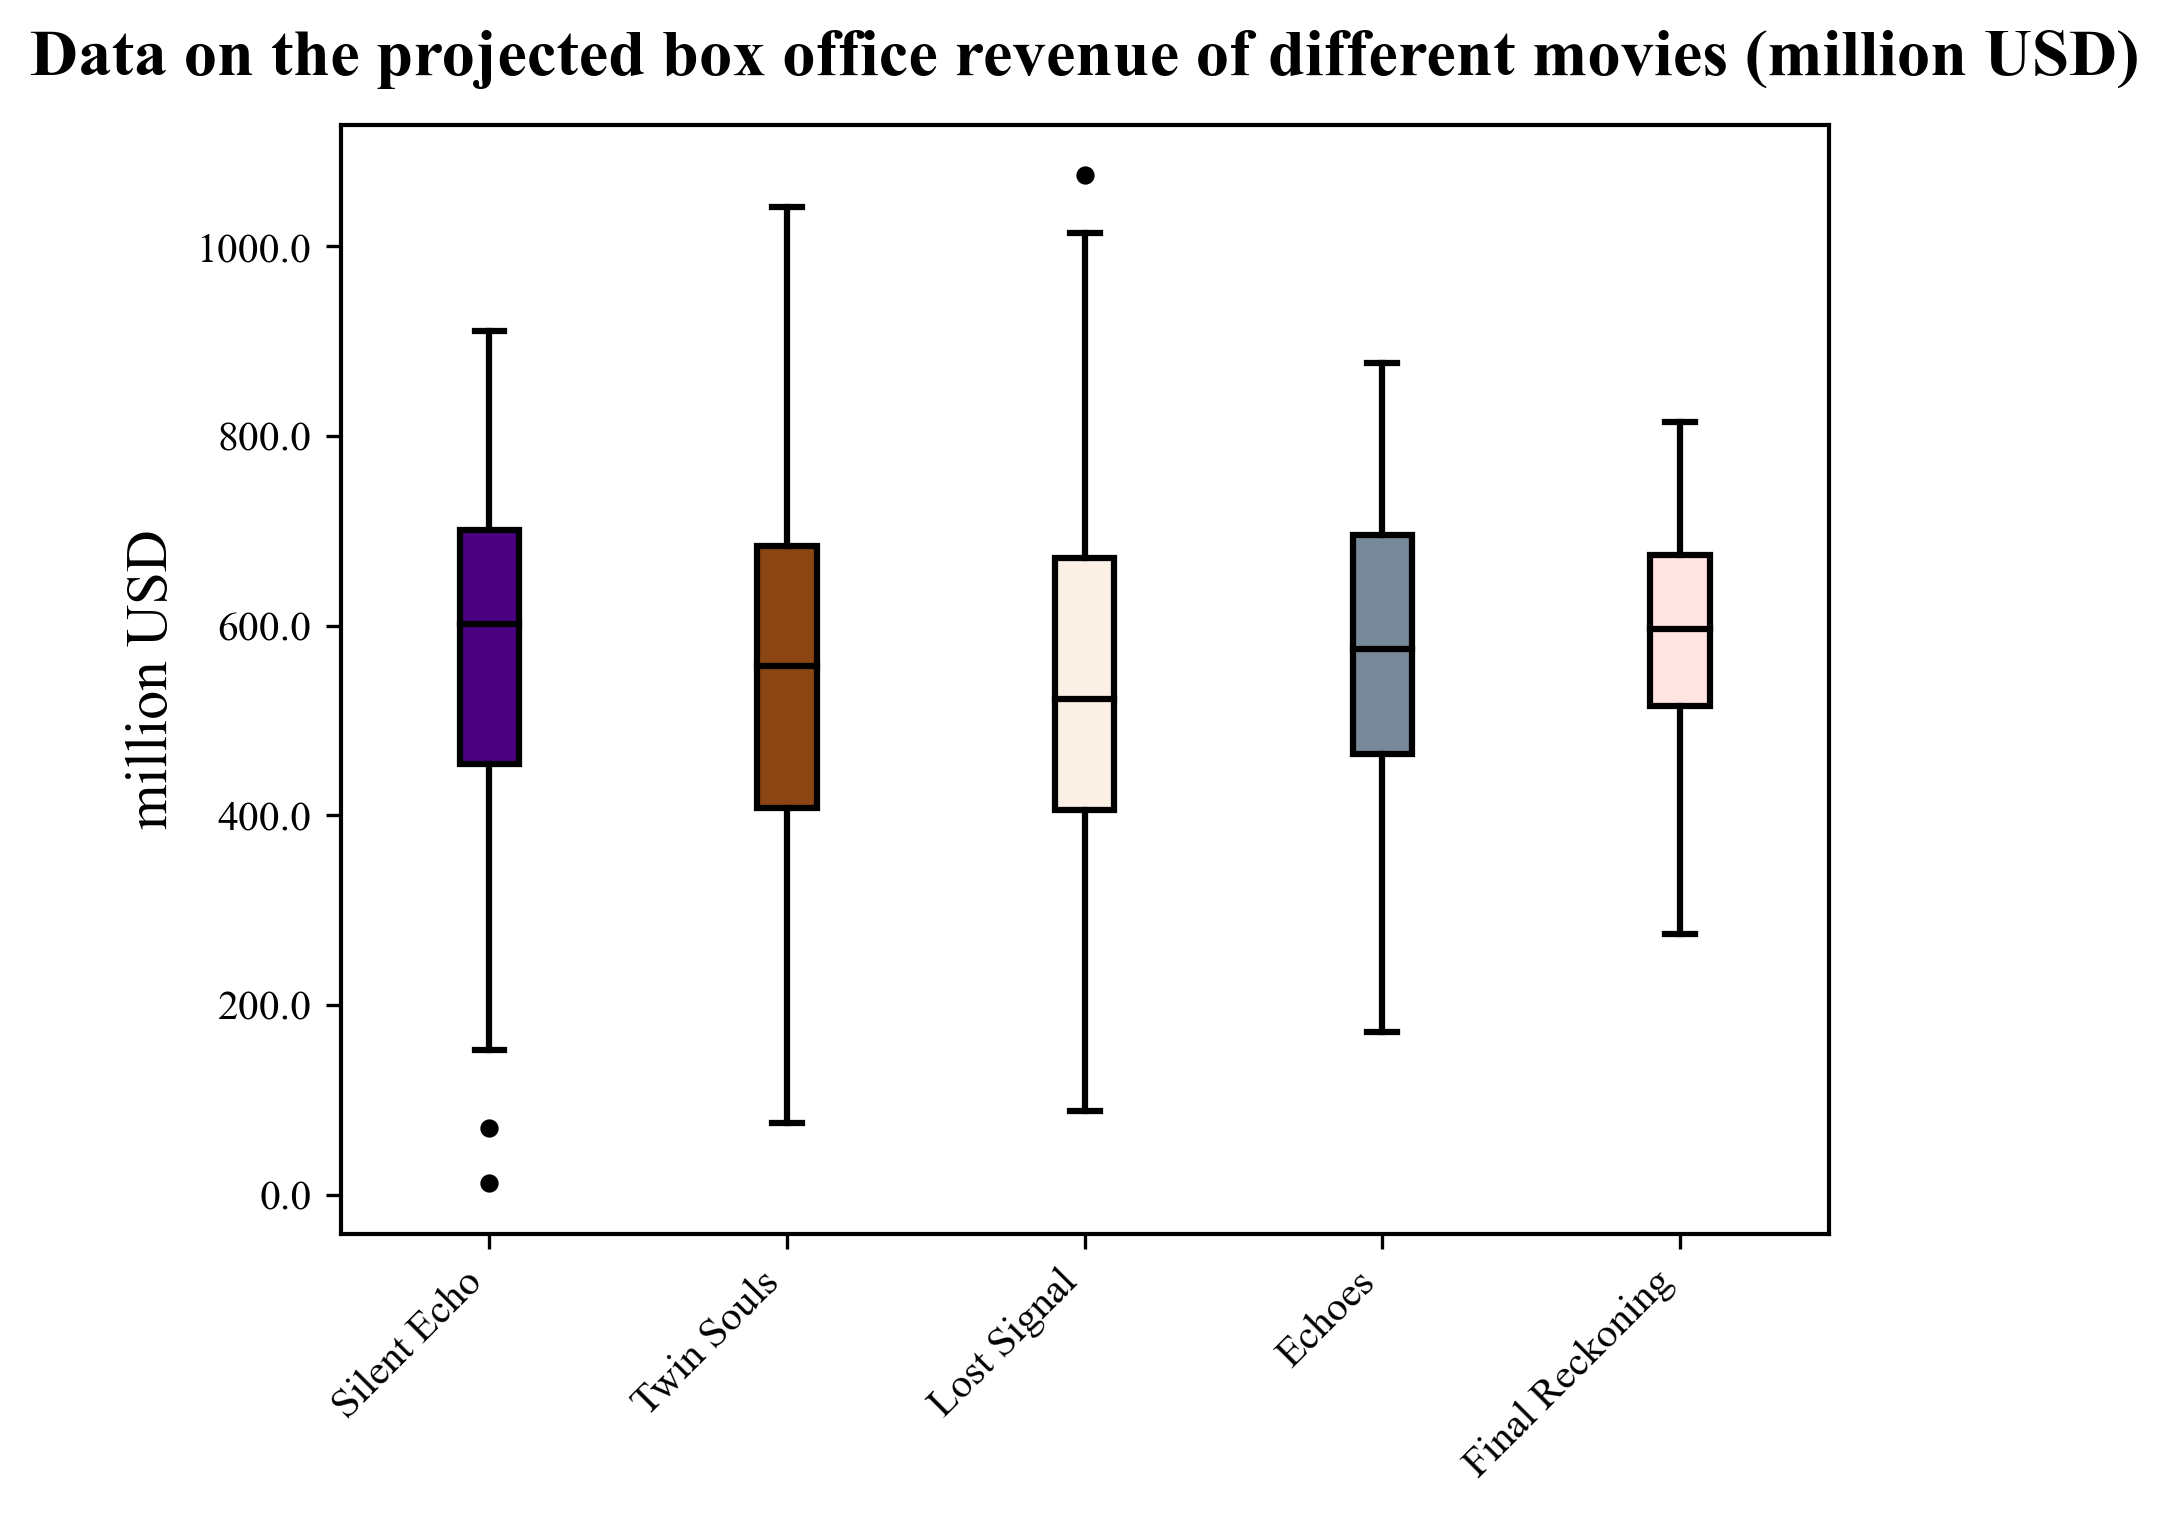 Data on the projected box office revenue of different movies (million USD)
million USD
1000.0
800.0
600.0
400.0
200.0
0.0
Silent Echo
Twin Souls
Lost Signal
Echoes
Final Reckoning